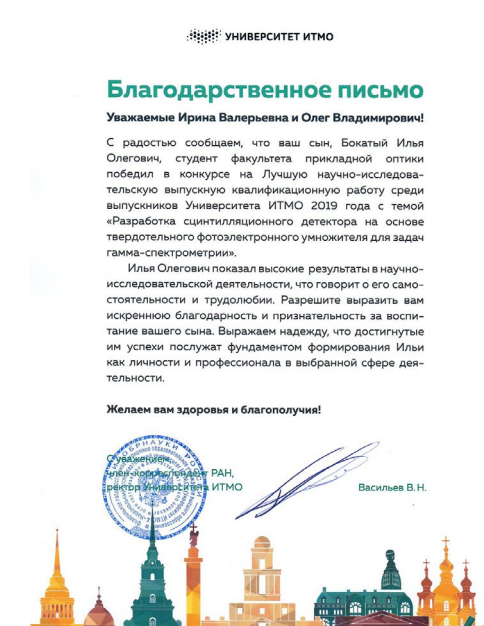 УНИВЕРСИТЕТ ИТМО
Благодарственное письмо
Уважаемые Ирина Валерьевна и Олег Владимирович!
С радостью сообщаем, что ваш сын, Бокатый Илья
Олегович, студент факультета прикладной оптики
победил в конкурсе на Лучшую научно-исследова-
тельскую выпускную квалификационную работу среди
выпускников Университета ИТМО 2019 года с темой
«Разработка сцинтилляционного детектора на основе
твердотельного фотоэлектронного умножителя для задач
гамма-спектрометрии».
Илья Олегович показал высокие результаты в научно-
исследовательской деятельности, что говорит о его само-
стоятельности и трудолюбии. Разрешите выразить вам
искреннюю благодарность и признательность за воспи-
тание вашего сына. Выражаем надежду, что достигнутые
им успехи послужат фундаментом формирования Ильи
как личности и профессионала в выбранной сфере дея-
тельности.
Желаем вам здоровья и благополучия!
С уважением,
член-корреспондент РАН,
ректор Университета ИТМО
Васильев В. Н.
МИНОБРНАУКИ РОССИИ